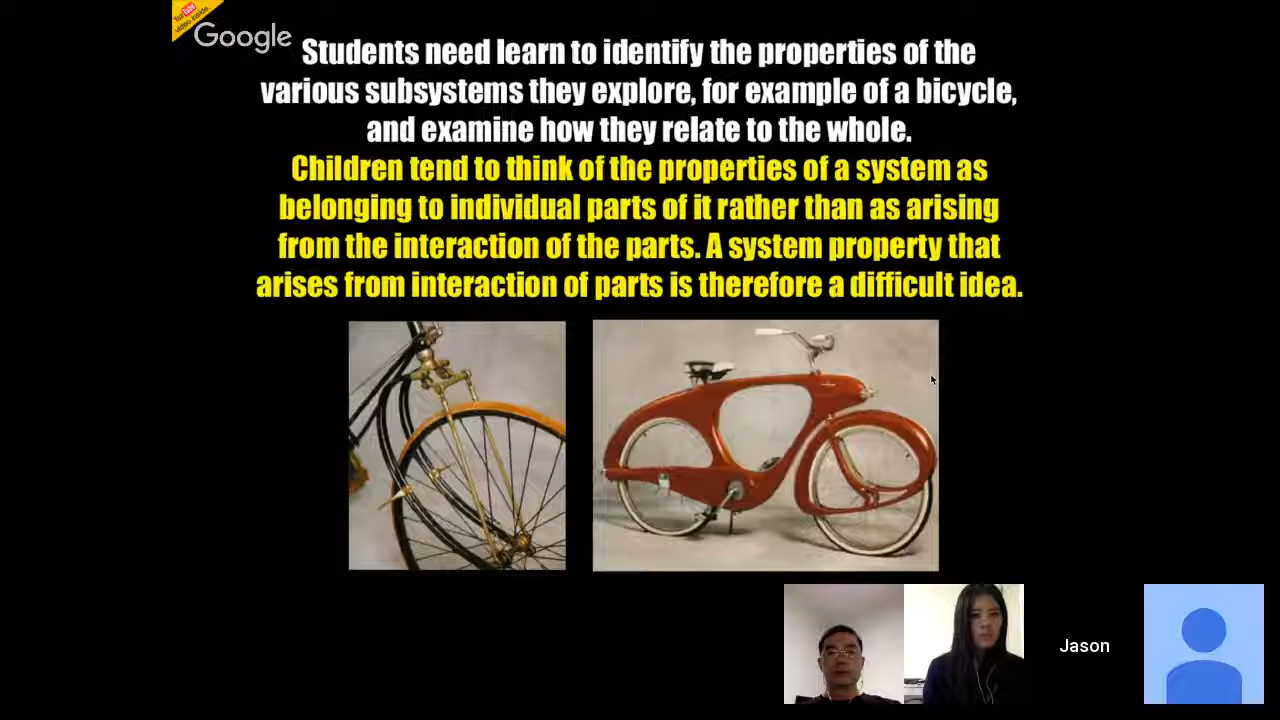 YouTube
video inside.
Google
Students need learn to identify the properties of the
various subsystems they explore, for example of a bicycle,
and examine how they relate to the whole.
Children tend to think of the properties of a system as
belonging to individual parts of it rather than as arising
from the interaction of the parts. A system property that
arises from interaction of parts is therefore a difficult idea.
Jason